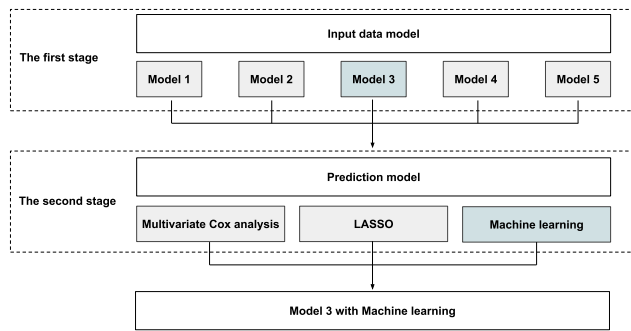 Input data model
The first stage
Model 1
Model 2
Model 3
Model 4
Model 5
Prediction model
The second stage
Multivariate Cox analysis
LASSO
Machine learning
Model 3 with Machine learning